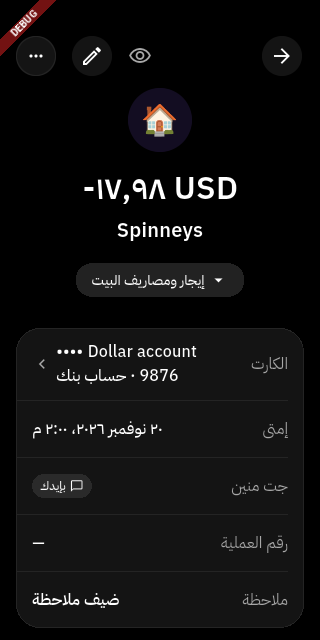 DEBUG
-١٧,٩٨ USD
Spinneys
إيجار ومصاريف البيت
الكارت
•••• Dollar account
9876 · حساب بنك
إمتى
٢٠ نوفمبر ٢٠٢٦، ٢:٠٠ م
جت منين
بإيدك
رقم العملية
—
ملاحظة
ضيف ملاحظة